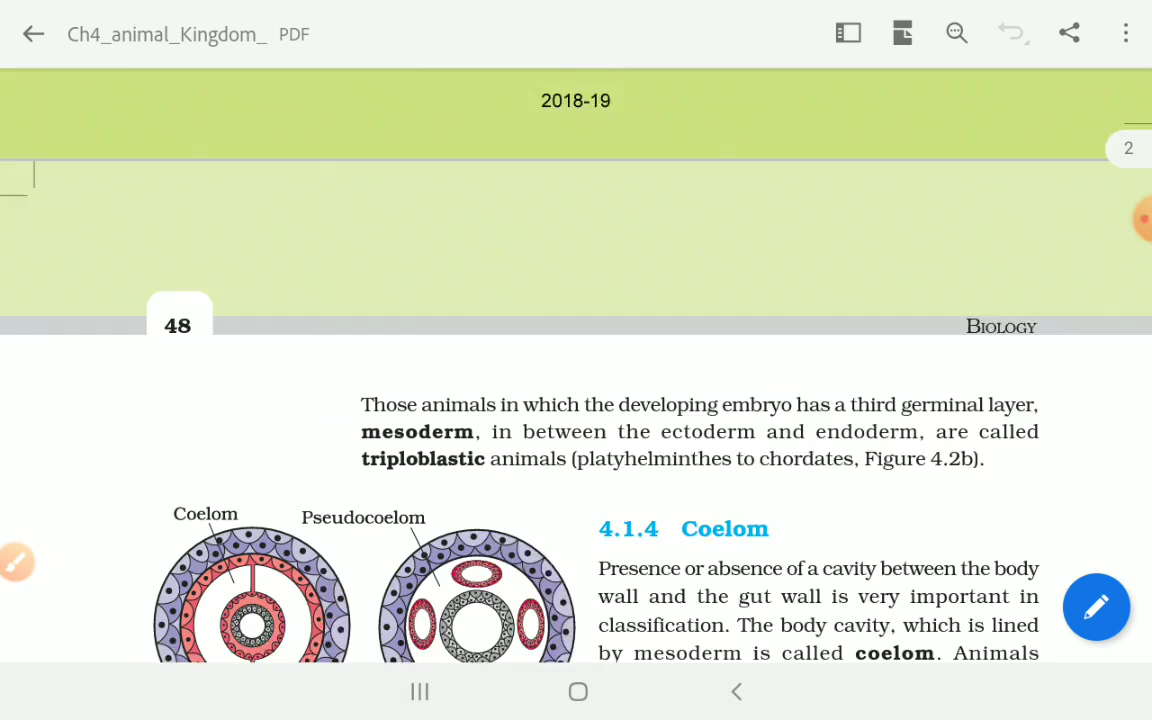 Ch4_animal_Kingdom_ PDF
2018-19
2
48
BIOLOGY
Those animals in which the developing embryo has a third germinal layer,
mesoderm, in between the ectoderm and endoderm, are called
triploblastic animals (platyhelminthes to chordates, Figure 4.2b).
Coelom
Pseudocoelom
4.1.4 Coelom
Presence or absence of a cavity between the body
wall and the gut wall is very important in
classification. The body cavity, which is lined
by mesoderm is called coelom. Animals